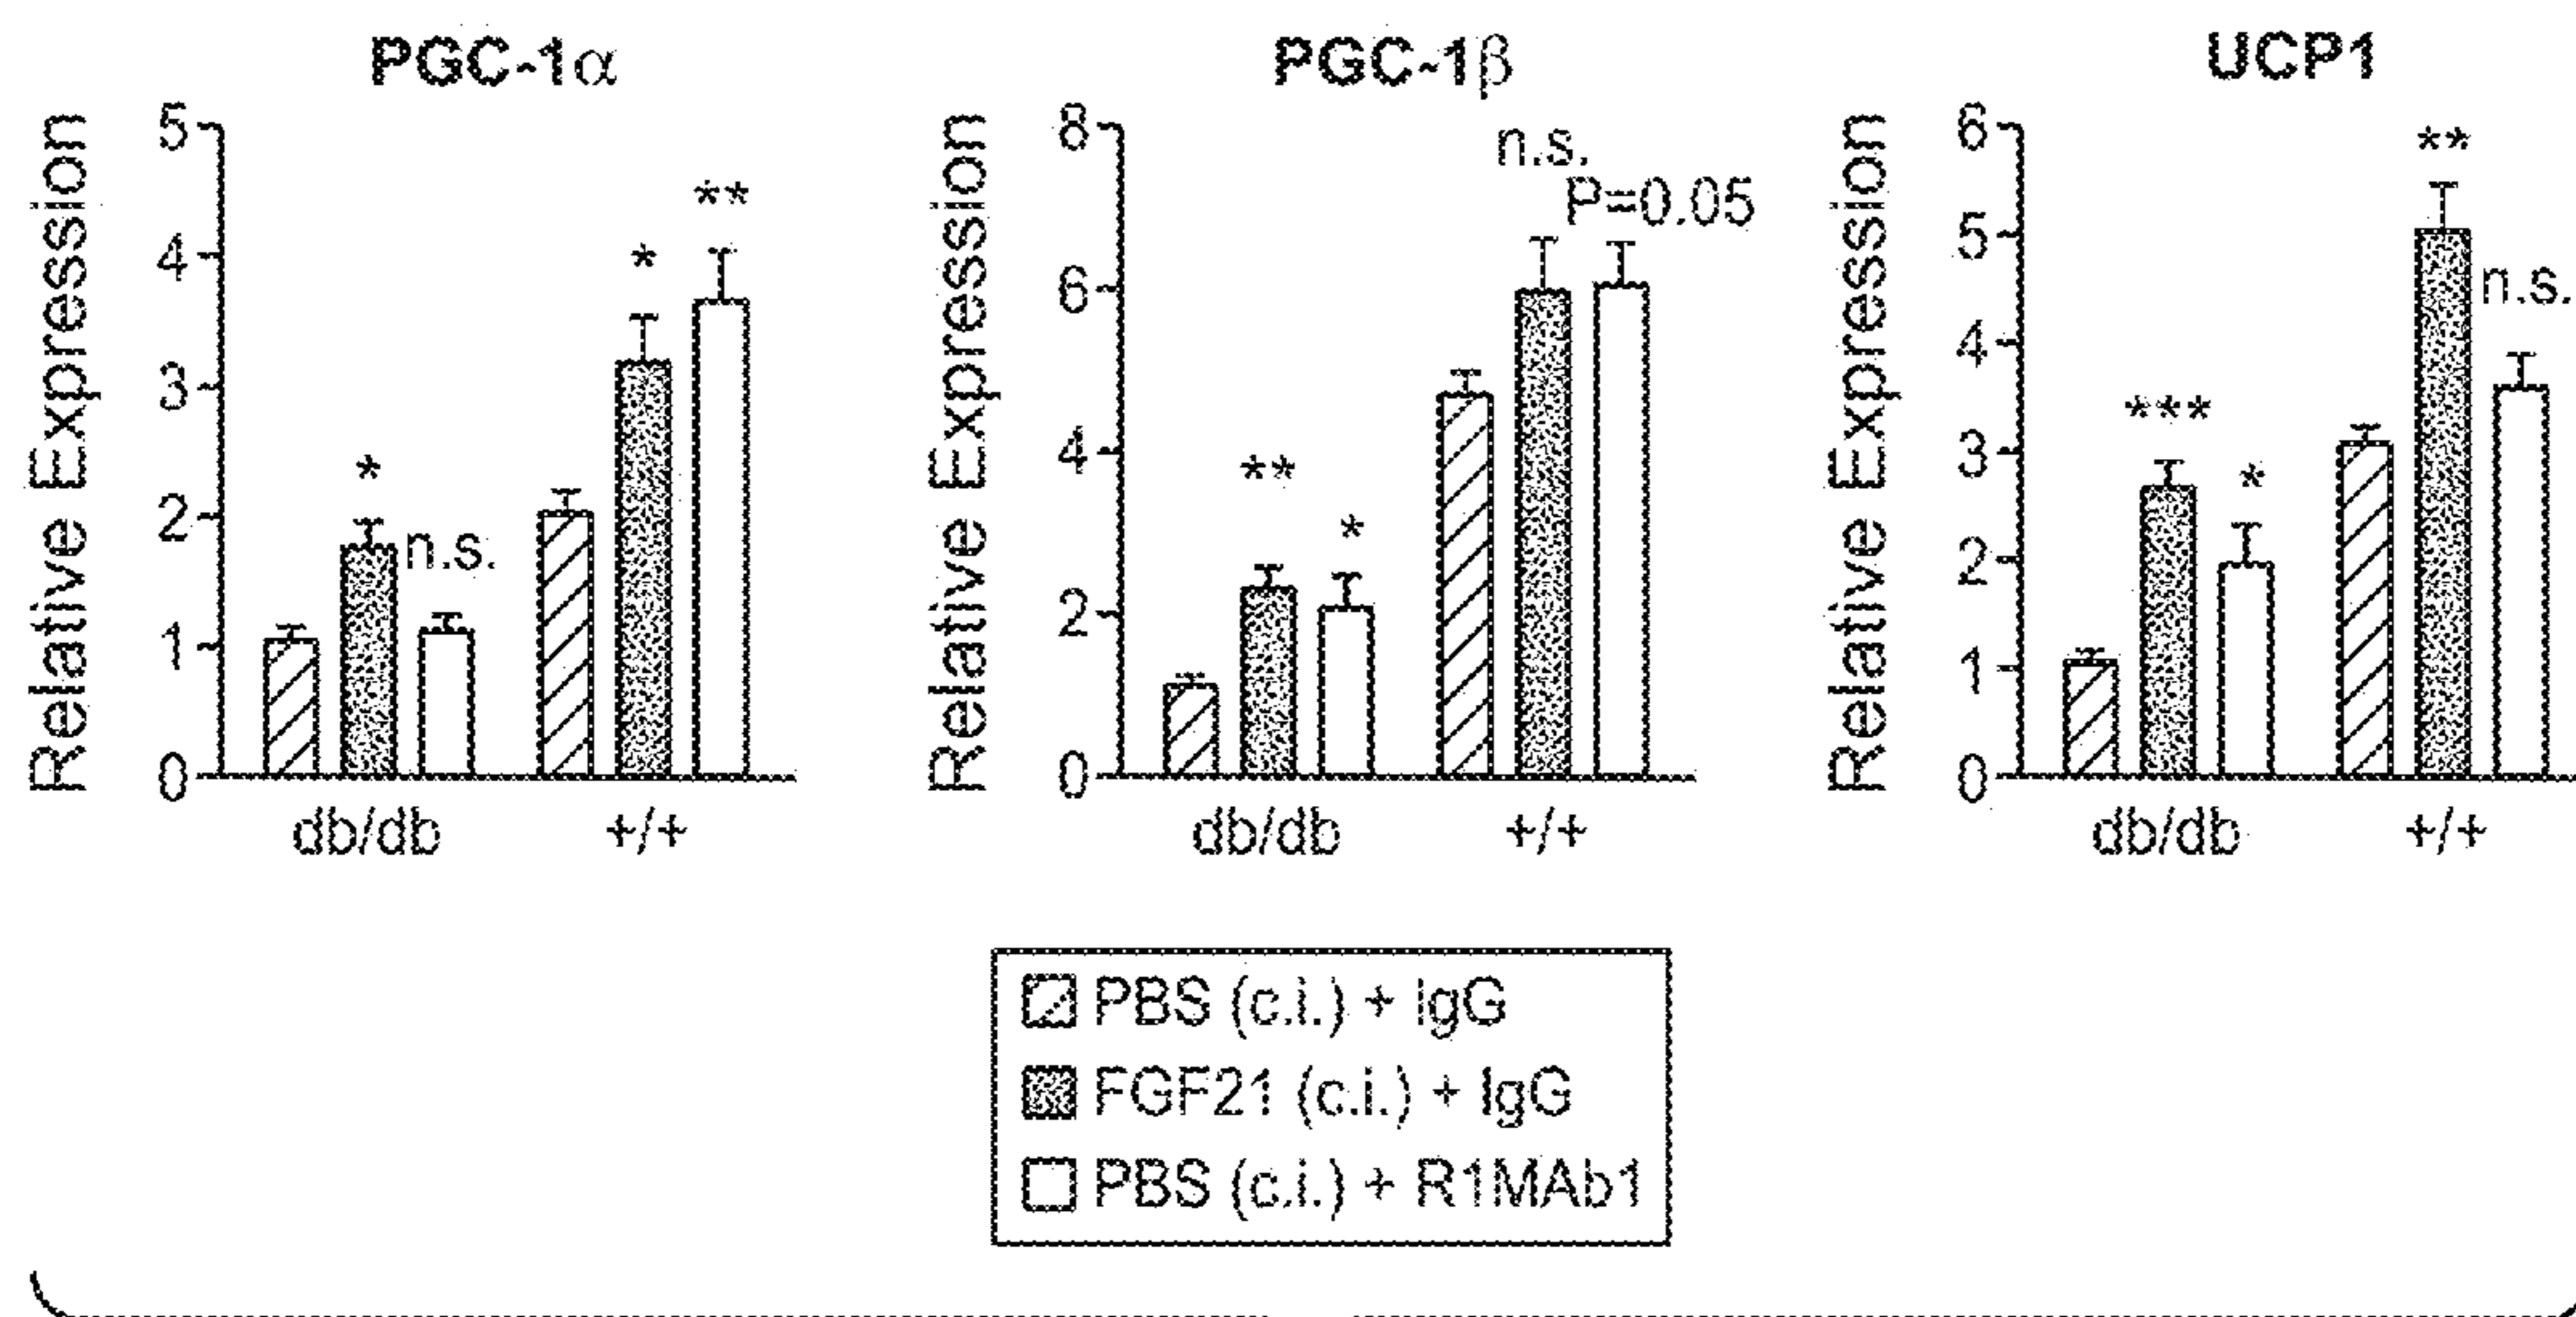 PGC-1α
Relative Expression
5
4
3
2
1
0
*
n.s.
*
**
db/db
+/+
PGC-1β
Relative Expression
8
6
4
2
0
**
*
n.s.
P=0.05
db/db
+/+
UCP1
Relative Expression
6
5
4
3
2
1
0
***
*
**
n.s.
db/db
+/+
PBS (c.i.) + IgG
FGF21 (c.i.) + IgG
PBS (c.i.) + R1MAb1